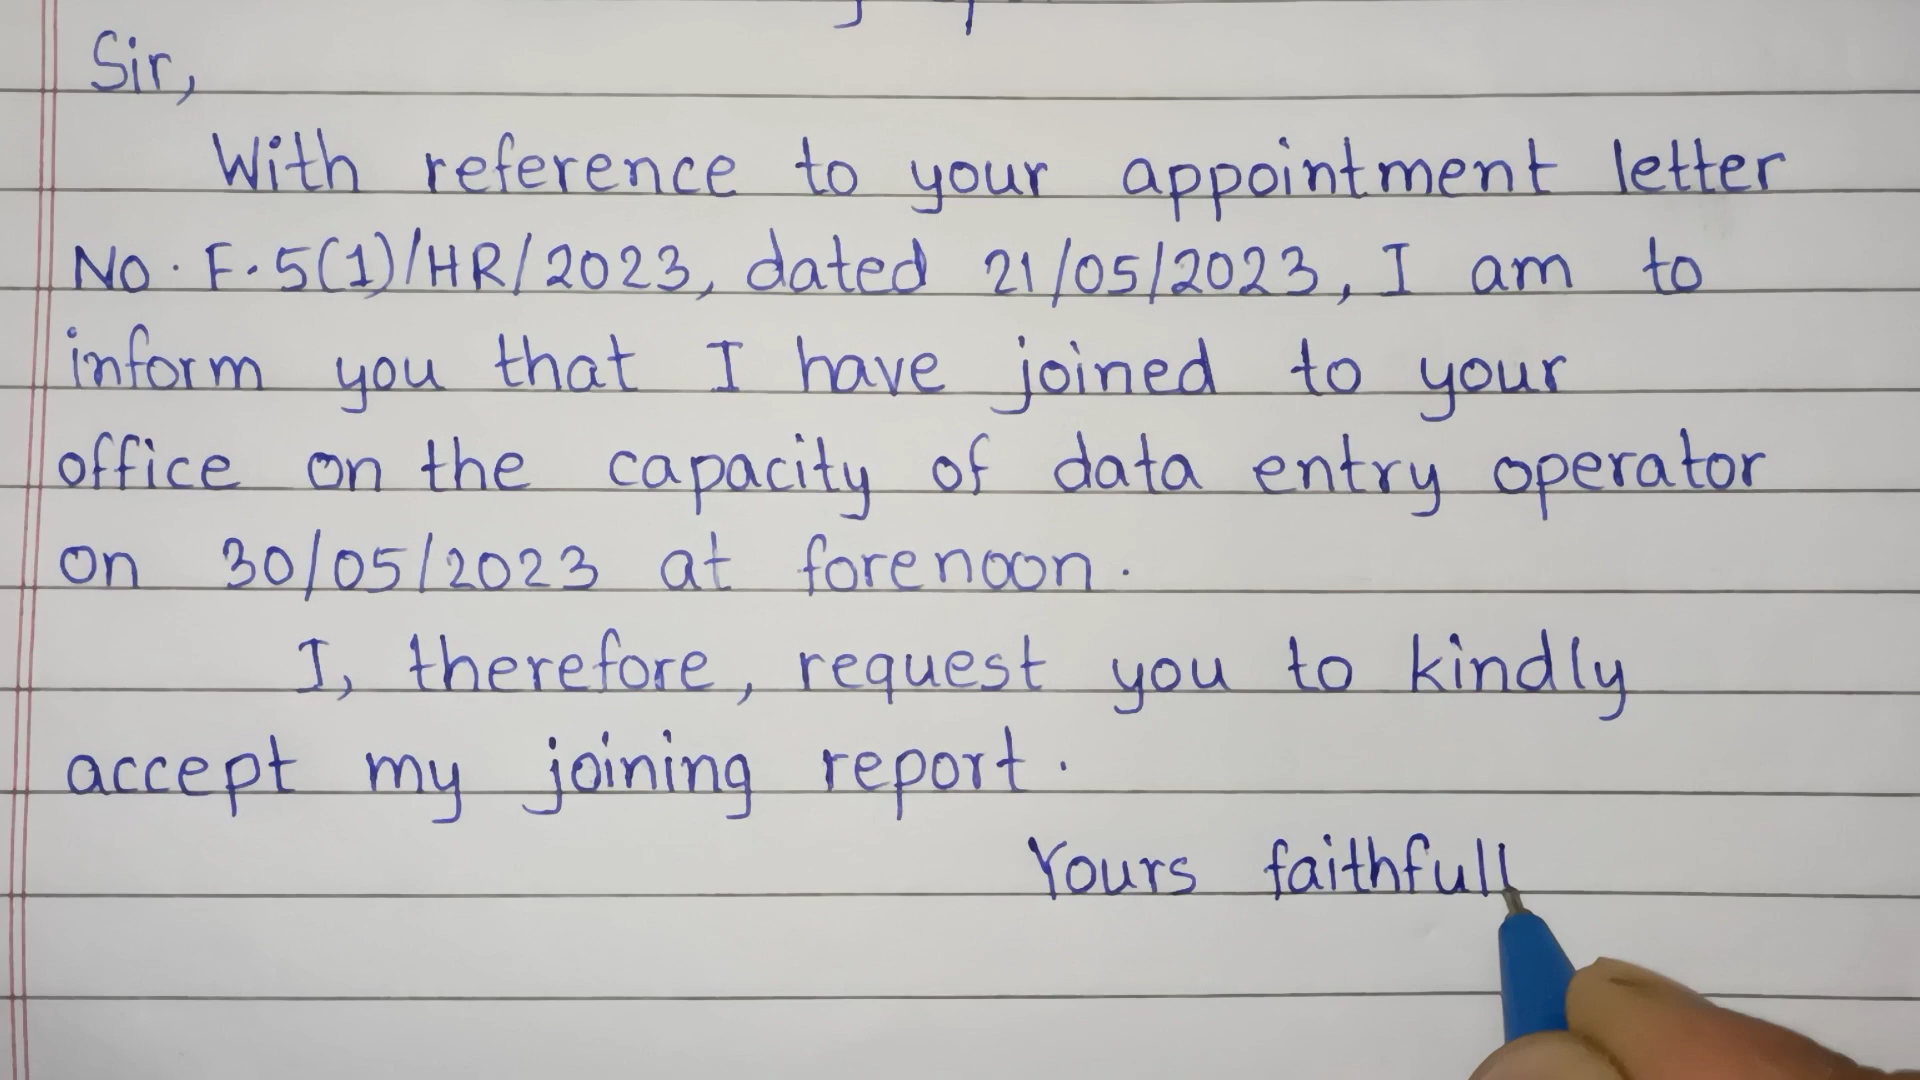 Sir,
With reference to your appointment letter
No. F.5(1)/HR/2023, dated 21/05/2023, I am to
inform you that I have joined to your
office on the capacity of data entry operator
on 30/05/2023 at forenoon.
I, therefore, request you to kindly
accept my joining report.
Yours faithfull